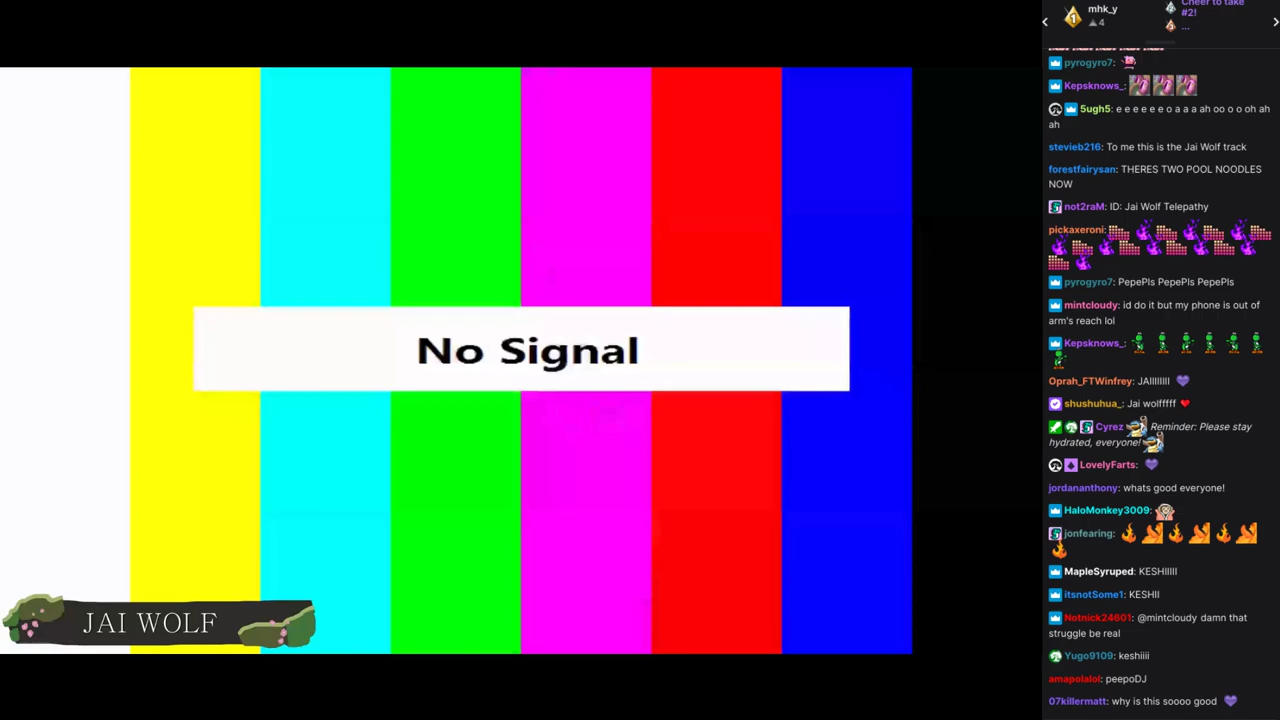 mhk_y
4
1
Cheer to take
#2!
...
pyrogyro7:
Kepsknows_:
5ugh5: e e e e e e o a a a ah oo o o oh ah
ah
stevieb216: To me this is the Jai Wolf track
forestfairysan: THERES TWO POOL NOODLES
NOW
not2raM: ID: Jai Wolf Telepathy
pickaxeroni:
pyrogyro7: PepePls PepePls PepePls
mintcloudy: id do it but my phone is out of
arm's reach lol
Kepsknows_:
Oprah_FTWinfrey: JAIIIIIIII
shushuhua_: Jai wolfffff
Cyrez Reminder: Please stay
hydrated, everyone!
LovelyFarts:
jordananthony: whats good everyone!
HaloMonkey3009:
jonfearing:
MapleSyruped: KESHIIIII
itsnotSome1: KESHII
Notnick24601: @mintcloudy damn that
struggle be real
Yugo9109: keshiiii
amapolalol: peepoDJ
07killermatt: why is this soooo good
No Signal
JAI WOLF